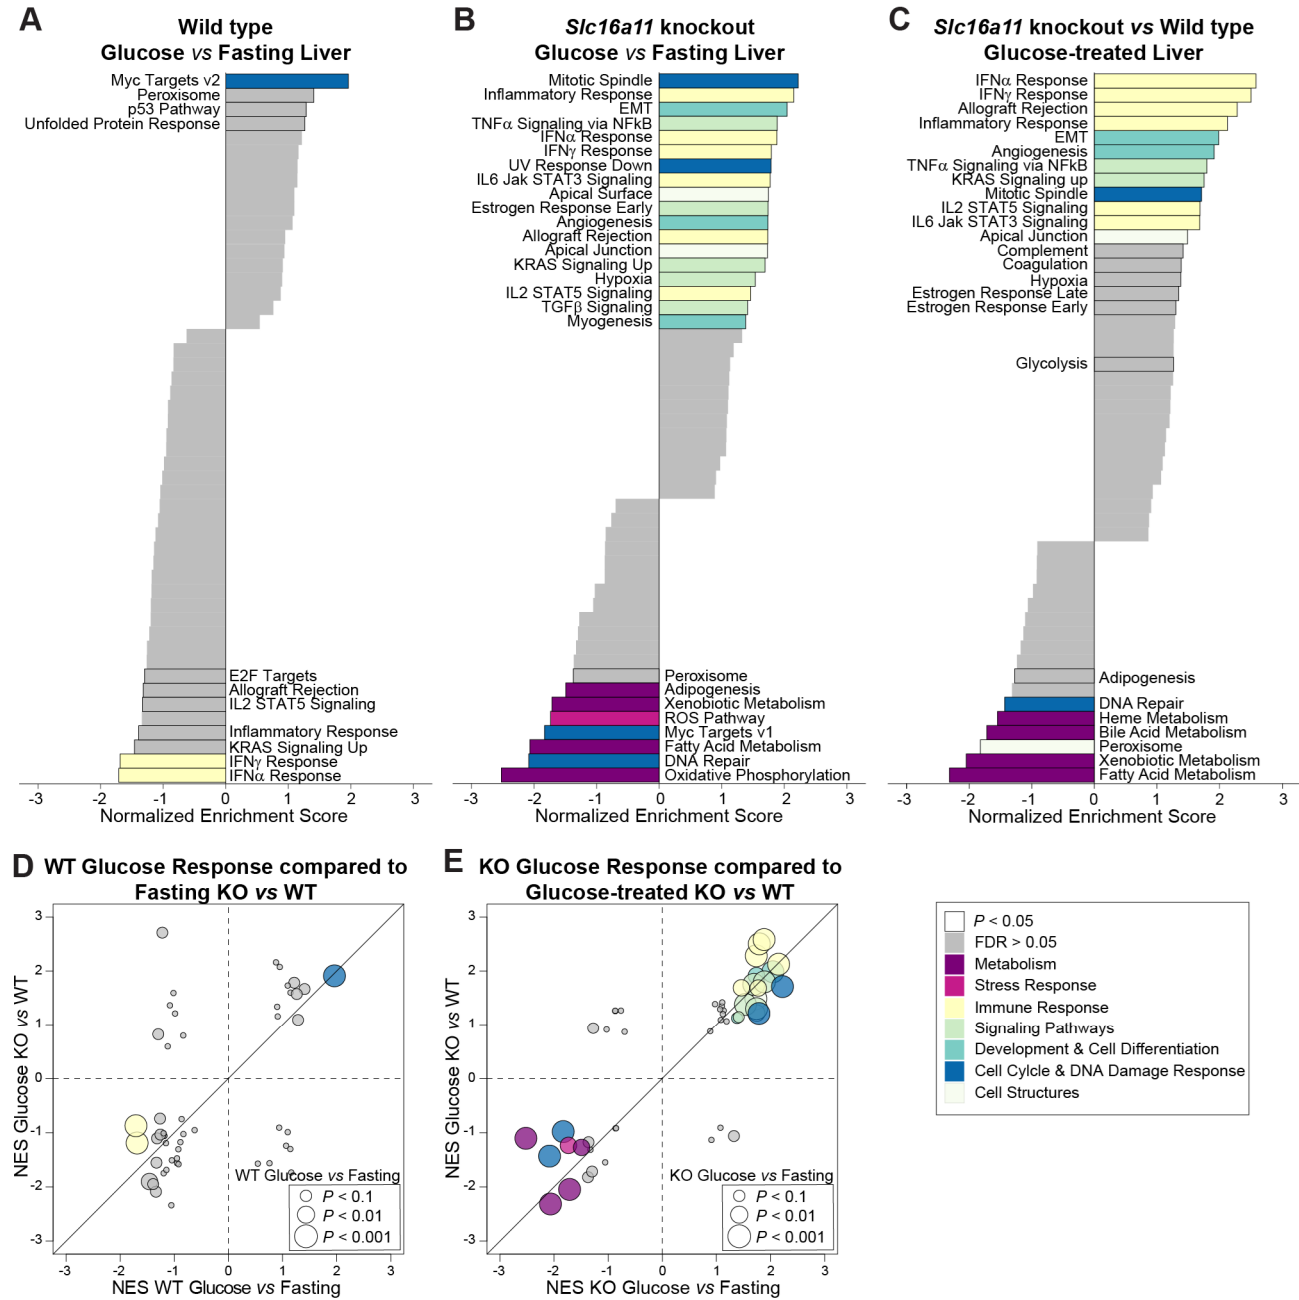 A
Wild type
Glucose vs Fasting Liver
Myc Targets v2
Peroxisome
p53 Pathway
Unfolded Protein Response
E2F Targets
Allograft Rejection
IL2 STAT5 Signaling
Inflammatory Response
KRAS Signaling Up
IFNγ Response
IFNα Response
-3 -2 -1 0 1 2 3
Normalized Enrichment Score
B
Slc16a11 knockout
Glucose vs Fasting Liver
Mitotic Spindle
Inflammatory Response
EMT
TNFα Signaling via NFkB
IFNα Response
IFNγ Response
UV Response Down
IL6 Jak STAT3 Signaling
Apical Surface
Estrogen Response Early
Angiogenesis
Allograft Rejection
Apical Junction
KRAS Signaling Up
Hypoxia
IL2 STAT5 Signaling
TGFβ Signaling
Myogenesis
Peroxisome
Adipogenesis
Xenobiotic Metabolism
ROS Pathway
Myc Targets v1
Fatty Acid Metabolism
DNA Repair
Oxidative Phosphorylation
-3 -2 -1 0 1 2 3
Normalized Enrichment Score
C
Slc16a11 knockout vs Wild type
Glucose-treated Liver
IFNα Response
IFNγ Response
Allograft Rejection
Inflammatory Response
EMT
Angiogenesis
TNFα Signaling via NFkB
KRAS Signaling up
Mitotic Spindle
IL2 STAT5 Signaling
IL6 Jak STAT3 Signaling
Apical Junction
Complement
Coagulation
Hypoxia
Estrogen Response Late
Estrogen Response Early
Glycolysis
Adipogenesis
DNA Repair
Heme Metabolism
Bile Acid Metabolism
Peroxisome
Xenobiotic Metabolism
Fatty Acid Metabolism
-3 -2 -1 0 1 2 3
Normalized Enrichment Score
D
WT Glucose Response compared to
Fasting KO vs WT
NES Glucose KO vs WT
3
2
1
0
-1
-2
-3
WT Glucose vs Fasting
P < 0.1
P < 0.01
P < 0.001
-3 -2 -1 0 1 2 3
NES WT Glucose vs Fasting
E
KO Glucose Response compared to
Glucose-treated KO vs WT
NES Glucose KO vs WT
3
2
1
0
-1
-2
-3
KO Glucose vs Fasting
P < 0.1
P < 0.01
P < 0.001
-3 -2 -1 0 1 2 3
NES KO Glucose vs Fasting
P < 0.05
FDR > 0.05
Metabolism
Stress Response
Immune Response
Signaling Pathways
Development & Cell Differentiation
Cell Cylcle & DNA Damage Response
Cell Structures